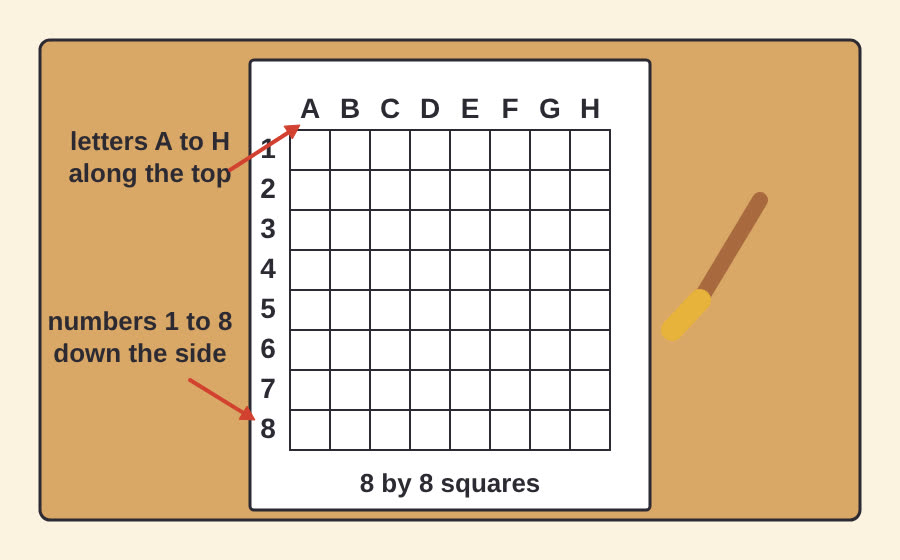 A B C D E F G H
letters A to H
along the top
1
2
3
4
5
6
7
8
numbers 1 to 8
down the side
8 by 8 squares